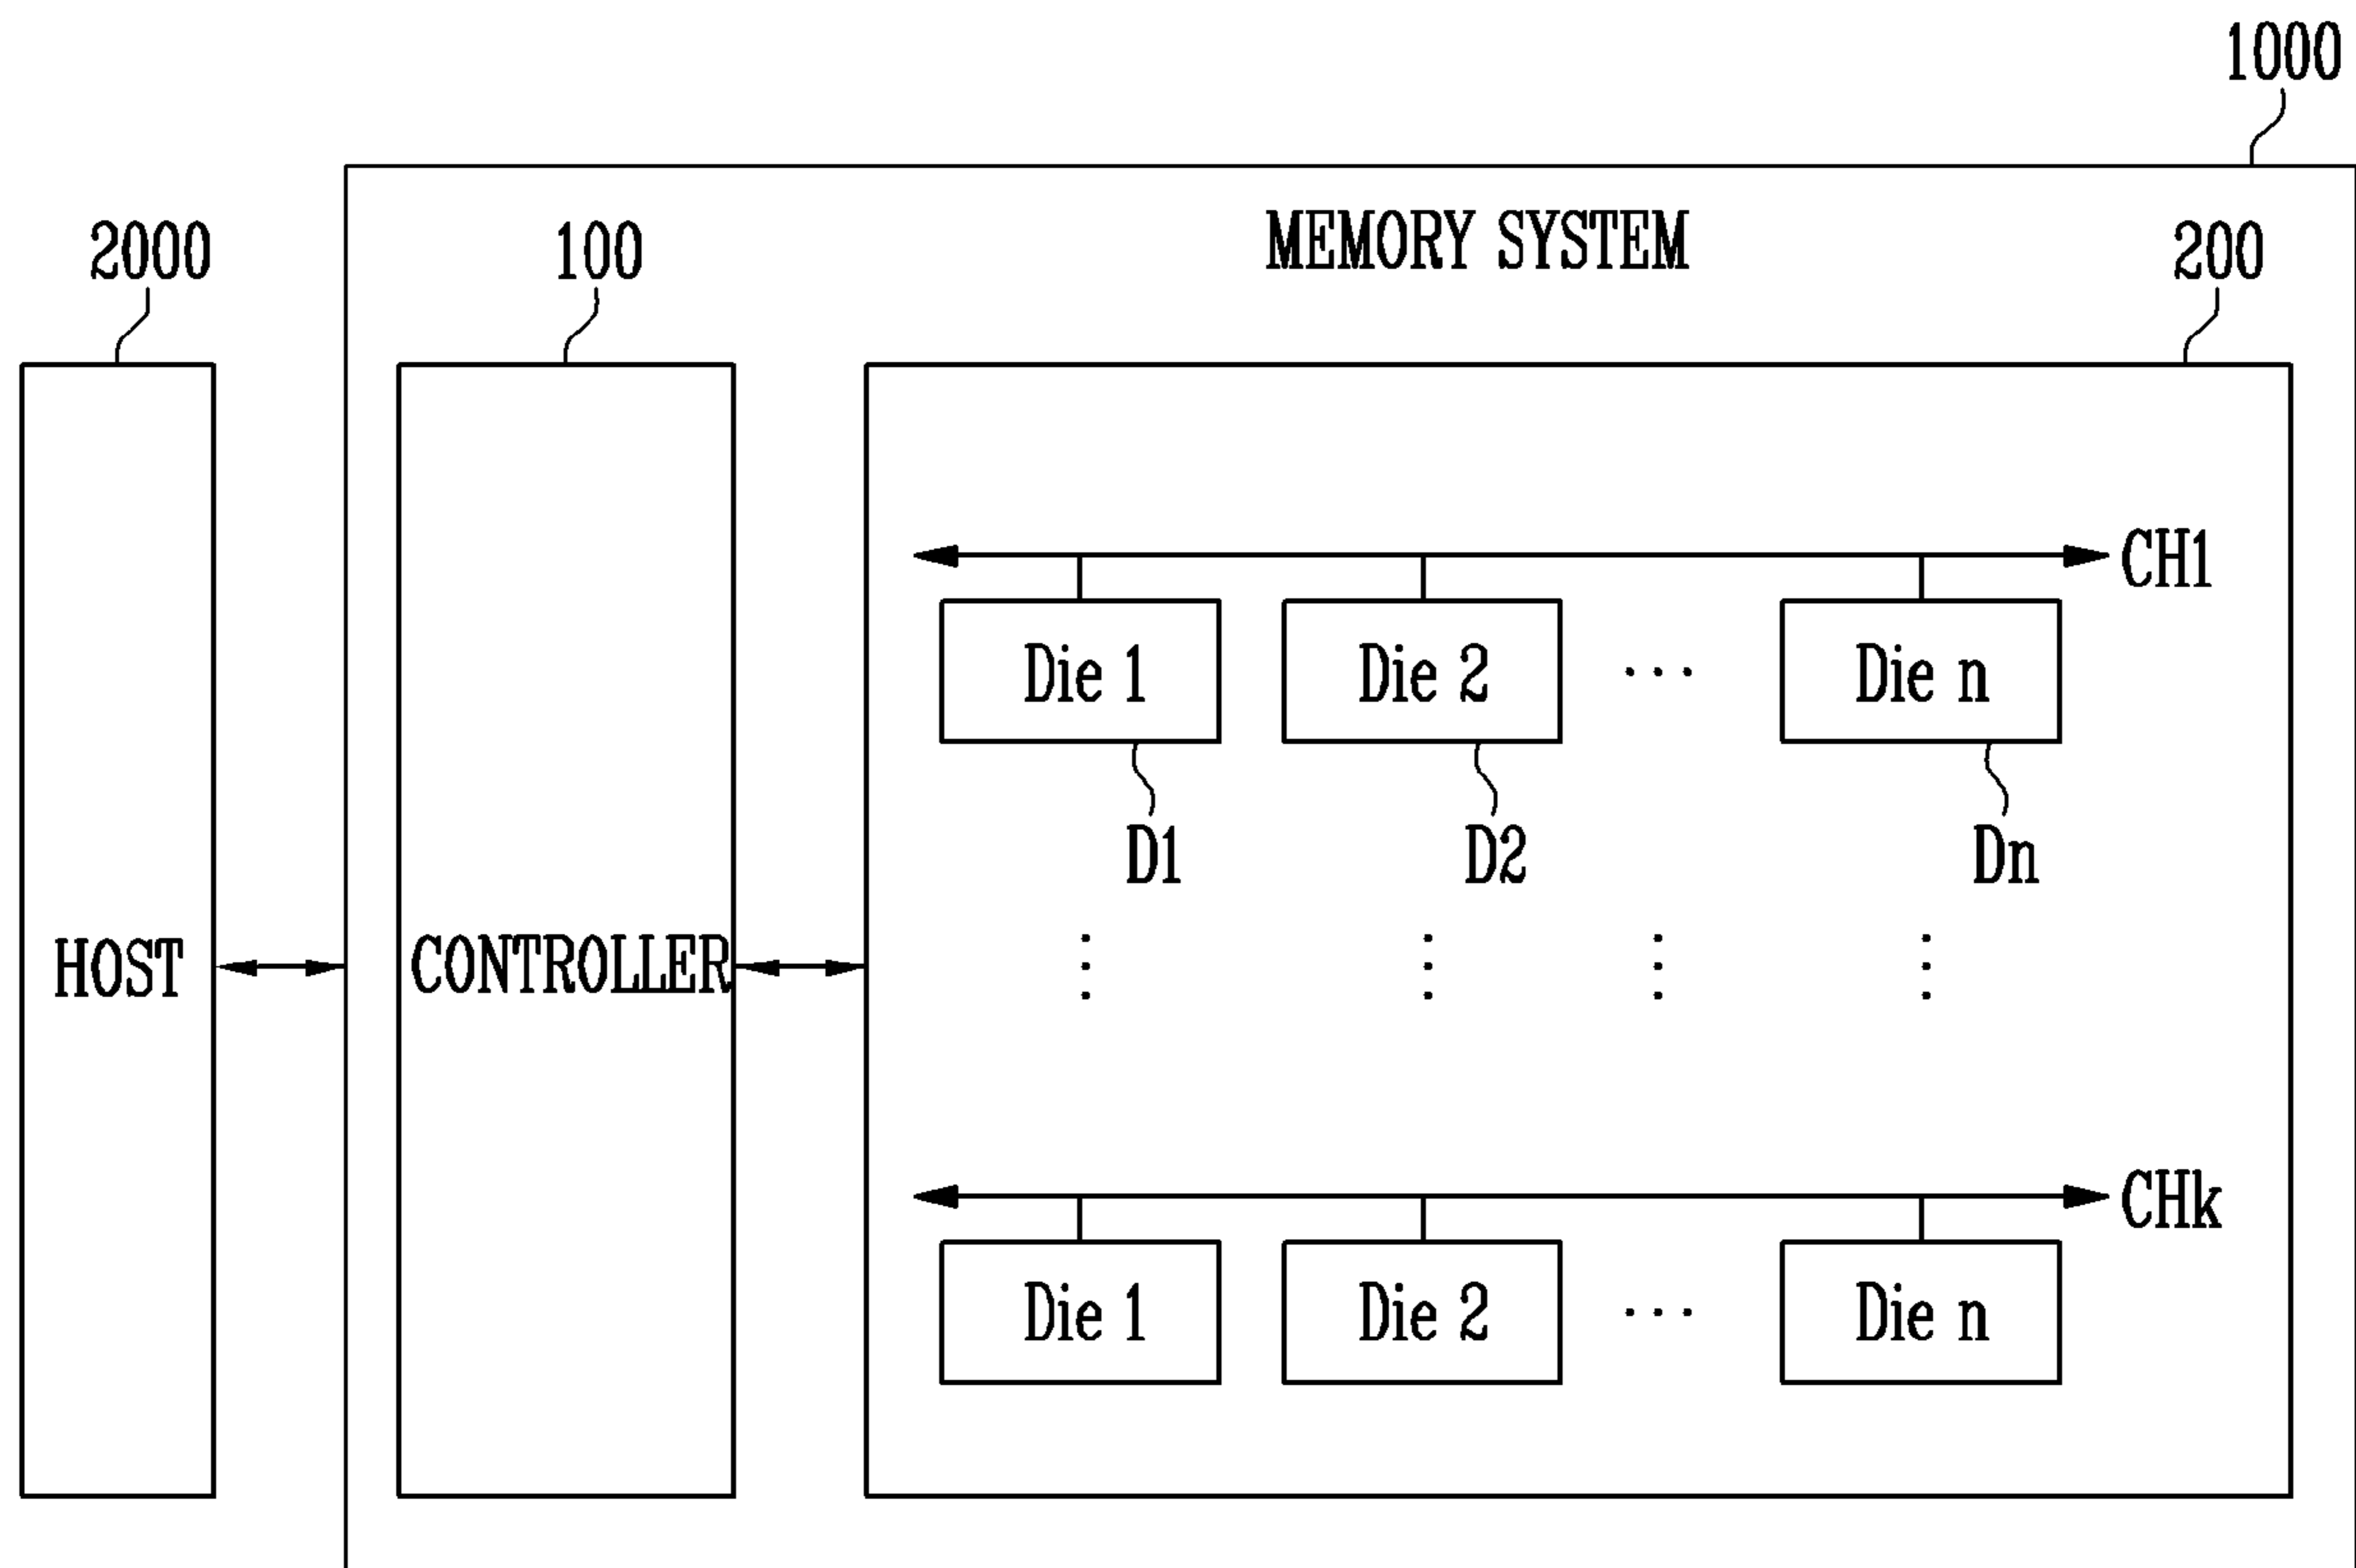 1000
MEMORY SYSTEM
2000
100
200
CH1
Die 1
Die 2
...
Die n
D1
D2
Dn
HOST
CONTROLLER
CHk
Die 1
Die 2
...
Die n